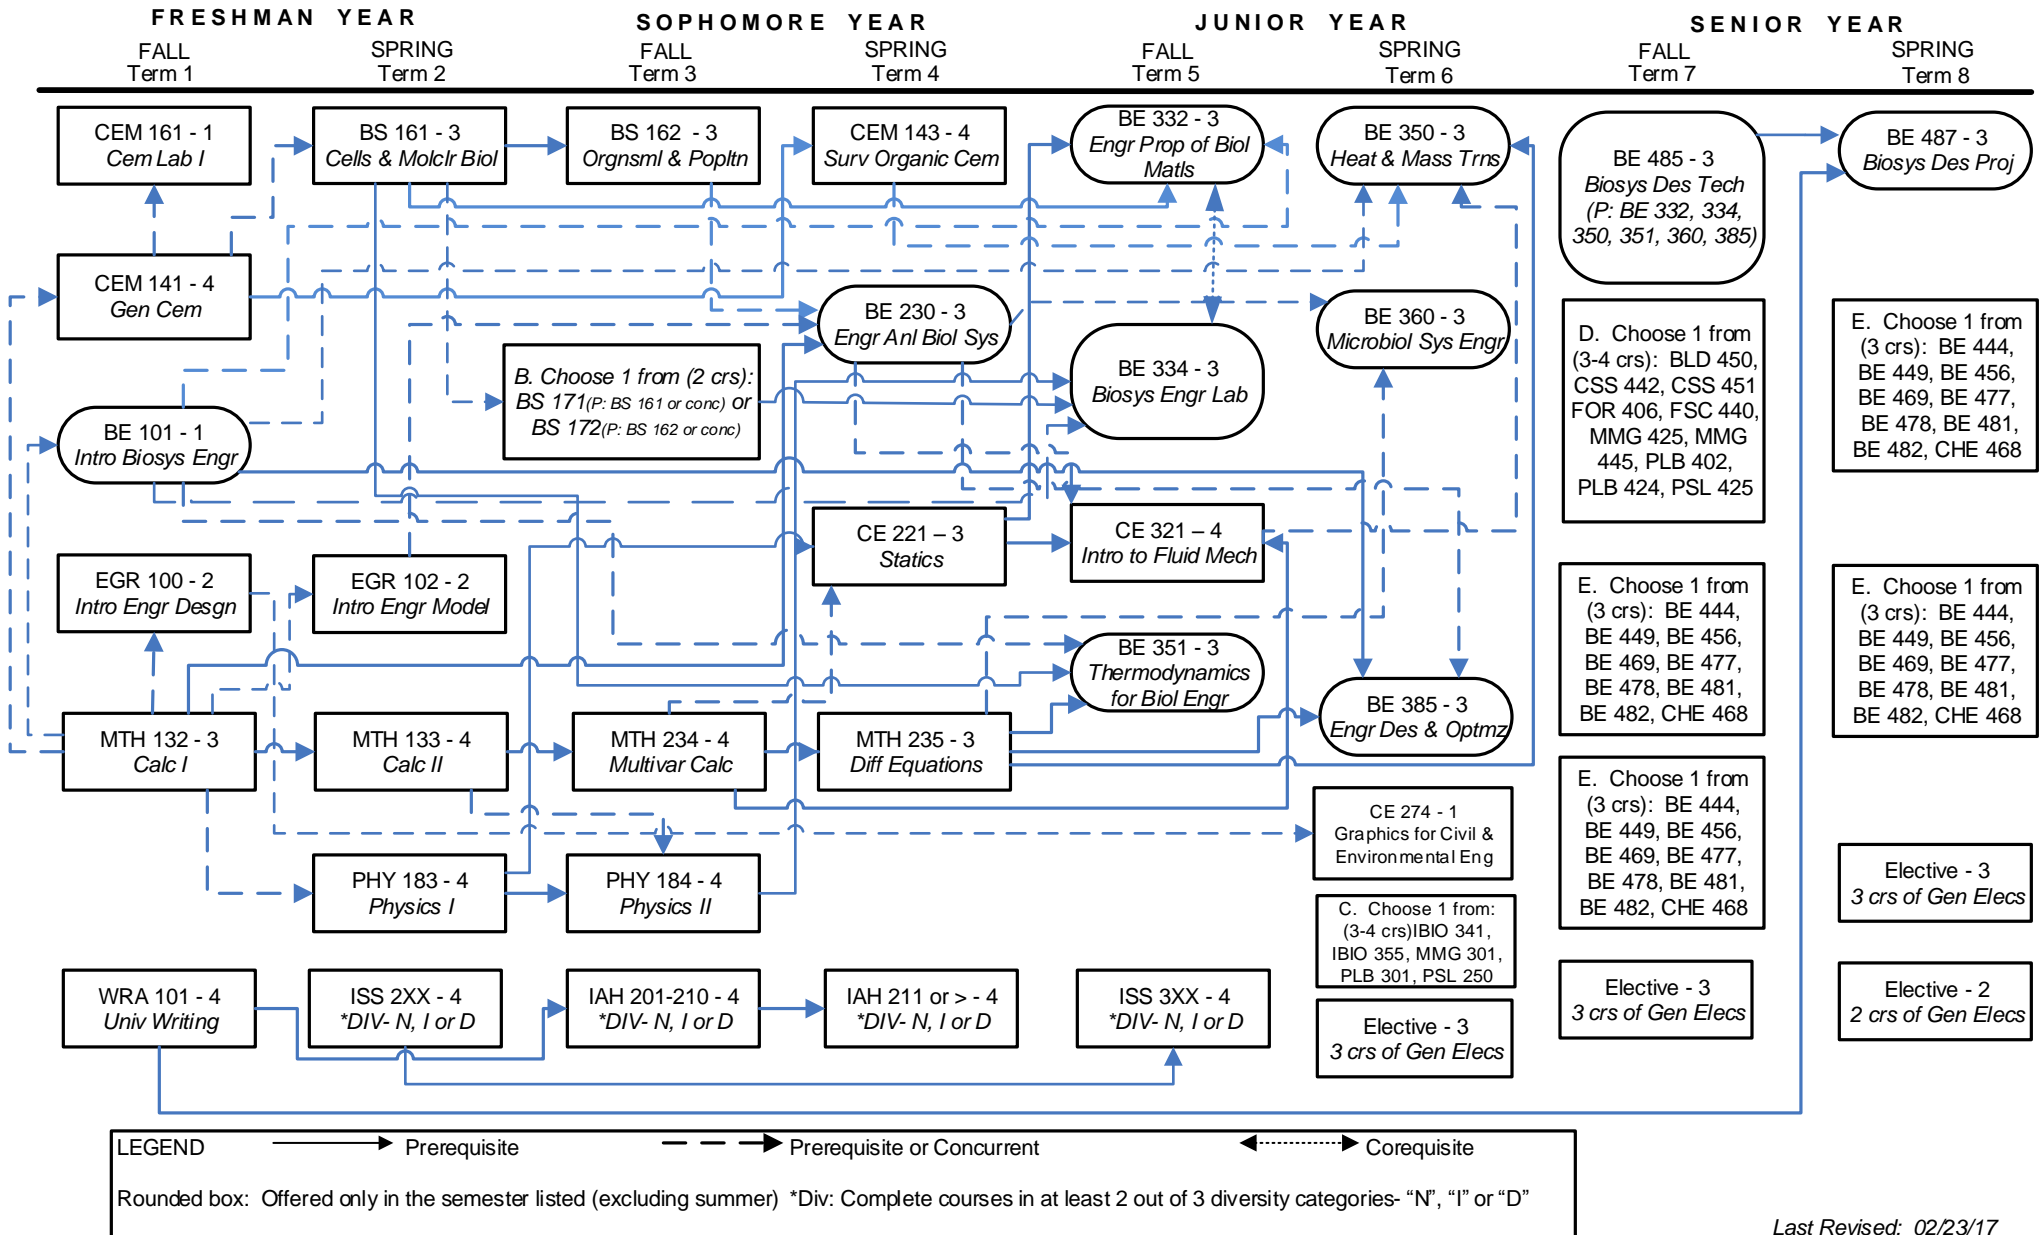 FRESHMAN YEAR
SOPHOMORE YEAR
JUNIOR YEAR
SENIOR YEAR
FALL
Term 1
SPRING
Term 2
FALL
Term 3
SPRING
Term 4
FALL
Term 5
SPRING
Term 6
FALL
Term 7
SPRING
Term 8
CEM 161 - 1
Cem Lab I
CEM 141 - 4
Gen Cem
BE 101 - 1
Intro Biosys Engr
EGR 100 - 2
Intro Engr Desgn
MTH 132 - 3
Calc I
WRA 101 - 4
Univ Writing
BS 161 - 3
Cells & Molclr Biol
EGR 102 - 2
Intro Engr Model
MTH 133 - 4
Calc II
PHY 183 - 4
Physics I
ISS 2XX - 4
*DIV- N, I or D
BS 162 - 3
Orgnsml & Popltn
B. Choose 1 from (2 crs):
BS 171(P: BS 161 or conc) or
BS 172(P: BS 162 or conc)
MTH 234 - 4
Multivar Calc
PHY 184 - 4
Physics II
IAH 201-210 - 4
*DIV- N, I or D
CEM 143 - 4
Surv Organic Cem
BE 230 - 3
Engr Anl Biol Sys
CE 221 – 3
Statics
MTH 235 - 3
Diff Equations
IAH 211 or > - 4
*DIV- N, I or D
BE 332 - 3
Engr Prop of Biol
Matls
BE 334 - 3
Biosys Engr Lab
CE 321 – 4
Intro to Fluid Mech
BE 351 - 3
Thermodynamics
for Biol Engr
ISS 3XX - 4
*DIV- N, I or D
BE 350 - 3
Heat & Mass Trns
BE 360 - 3
Microbiol Sys Engr
BE 385 - 3
Engr Des & Optmz
CE 274 - 1
Graphics for Civil &
Environmental Eng
C. Choose 1 from:
(3-4 crs)IBIO 341,
IBIO 355, MMG 301,
PLB 301, PSL 250
Elective - 3
3 crs of Gen Elecs
BE 485 - 3
Biosys Des Tech
(P: BE 332, 334,
350, 351, 360, 385)
D. Choose 1 from
(3-4 crs): BLD 450,
CSS 442, CSS 451
FOR 406, FSC 440,
MMG 425, MMG
445, PLB 402,
PLB 424, PSL 425
E. Choose 1 from
(3 crs): BE 444,
BE 449, BE 456,
BE 469, BE 477,
BE 478, BE 481,
BE 482, CHE 468
E. Choose 1 from
(3 crs): BE 444,
BE 449, BE 456,
BE 469, BE 477,
BE 478, BE 481,
BE 482, CHE 468
Elective - 3
3 crs of Gen Elecs
BE 487 - 3
Biosys Des Proj
E. Choose 1 from
(3 crs): BE 444,
BE 449, BE 456,
BE 469, BE 477,
BE 478, BE 481,
BE 482, CHE 468
E. Choose 1 from
(3 crs): BE 444,
BE 449, BE 456,
BE 469, BE 477,
BE 478, BE 481,
BE 482, CHE 468
Elective - 3
3 crs of Gen Elecs
Elective - 2
2 crs of Gen Elecs
LEGEND
Prerequisite
Prerequisite or Concurrent
Corequisite
Rounded box: Offered only in the semester listed (excluding summer) *Div: Complete courses in at least 2 out of 3 diversity categories- “N”, “I” or “D”
Last Revised: 02/23/17